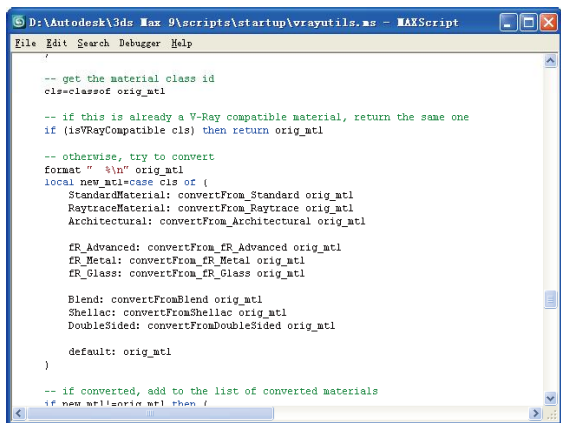 D:\Autodesk\3ds Max 9\scripts\startup\vrayutils.ms - MAXScript
File Edit Search Debugger Help
-- get the material class id
cls=classof orig_mtl
-- if this is already a V-Ray compatible material, return the same one
if (isVRayCompatible cls) then return orig_mtl
-- otherwise, try to convert
format "  %\n" orig_mtl
local new_mtl=case cls of (
StandardMaterial: convertFrom_Standard orig_mtl
RaytraceMaterial: convertFrom_Raytrace orig_mtl
Architectural: convertFrom_Architectural orig_mtl
fR_Advanced: convertFrom_fR_Advanced orig_mtl
fR_Metal: convertFrom_fR_Metal orig_mtl
fR_Glass: convertFrom_fR_Glass orig_mtl
Blend: convertFromBlend orig_mtl
Shellac: convertFromShellac orig_mtl
DoubleSided: convertFromDoubleSided orig_mtl
default: orig_mtl
)
-- if converted, add to the list of converted materials
if new_mtl!=orig_mtl then (